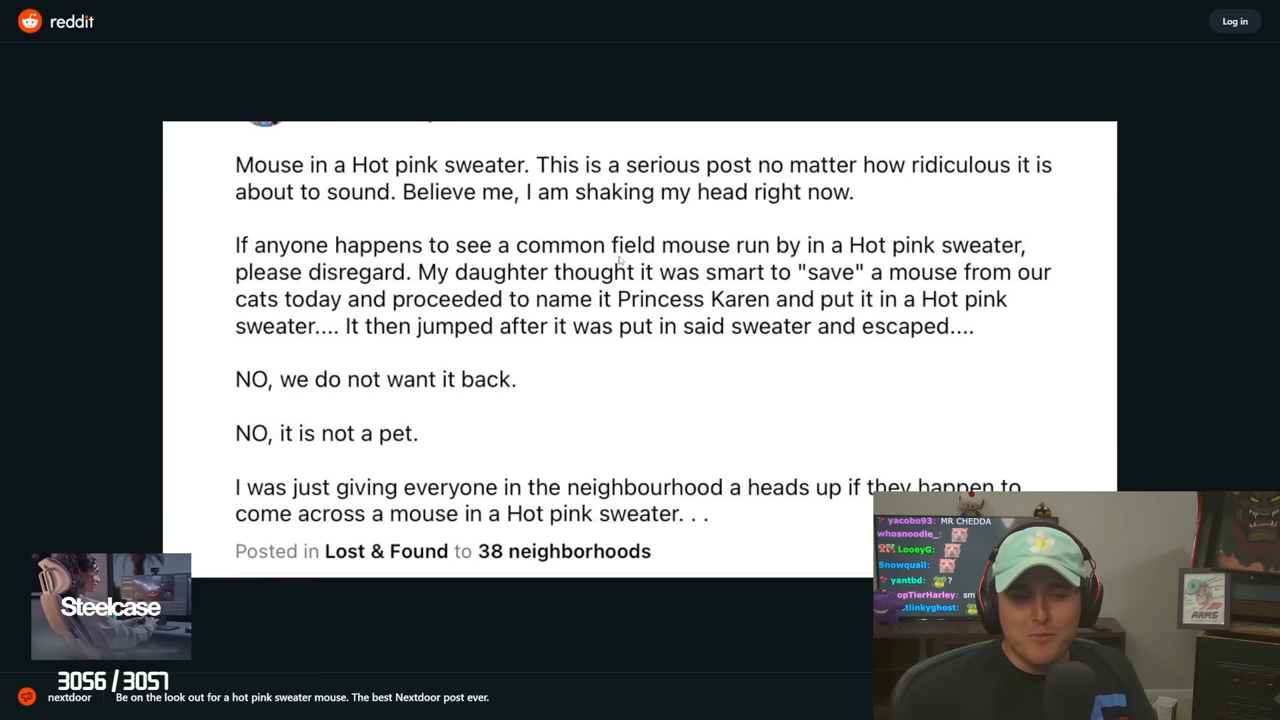 reddit
Log in
Mouse in a Hot pink sweater. This is a serious post no matter how ridiculous it is
about to sound. Believe me, I am shaking my head right now.
If anyone happens to see a common field mouse run by in a Hot pink sweater,
please disregard. My daughter thought it was smart to "save" a mouse from our
cats today and proceeded to name it Princess Karen and put it in a Hot pink
sweater.... It then jumped after it was put in said sweater and escaped....
NO, we do not want it back.
NO, it is not a pet.
I was just giving everyone in the neighbourhood a heads up if they happen to
come across a mouse in a Hot pink sweater. . .
Posted in Lost & Found to 38 neighborhoods
yacobo93: MR CHEDDA
whosnoodle_:
LooeyG:
Snowquail:
yantbd: ?
opTierHarley: sm
tiinkyghost:
ARMS
Steelcase
3056 / 3057
nextdoor
Be on the look out for a hot pink sweater mouse. The best Nextdoor post ever.